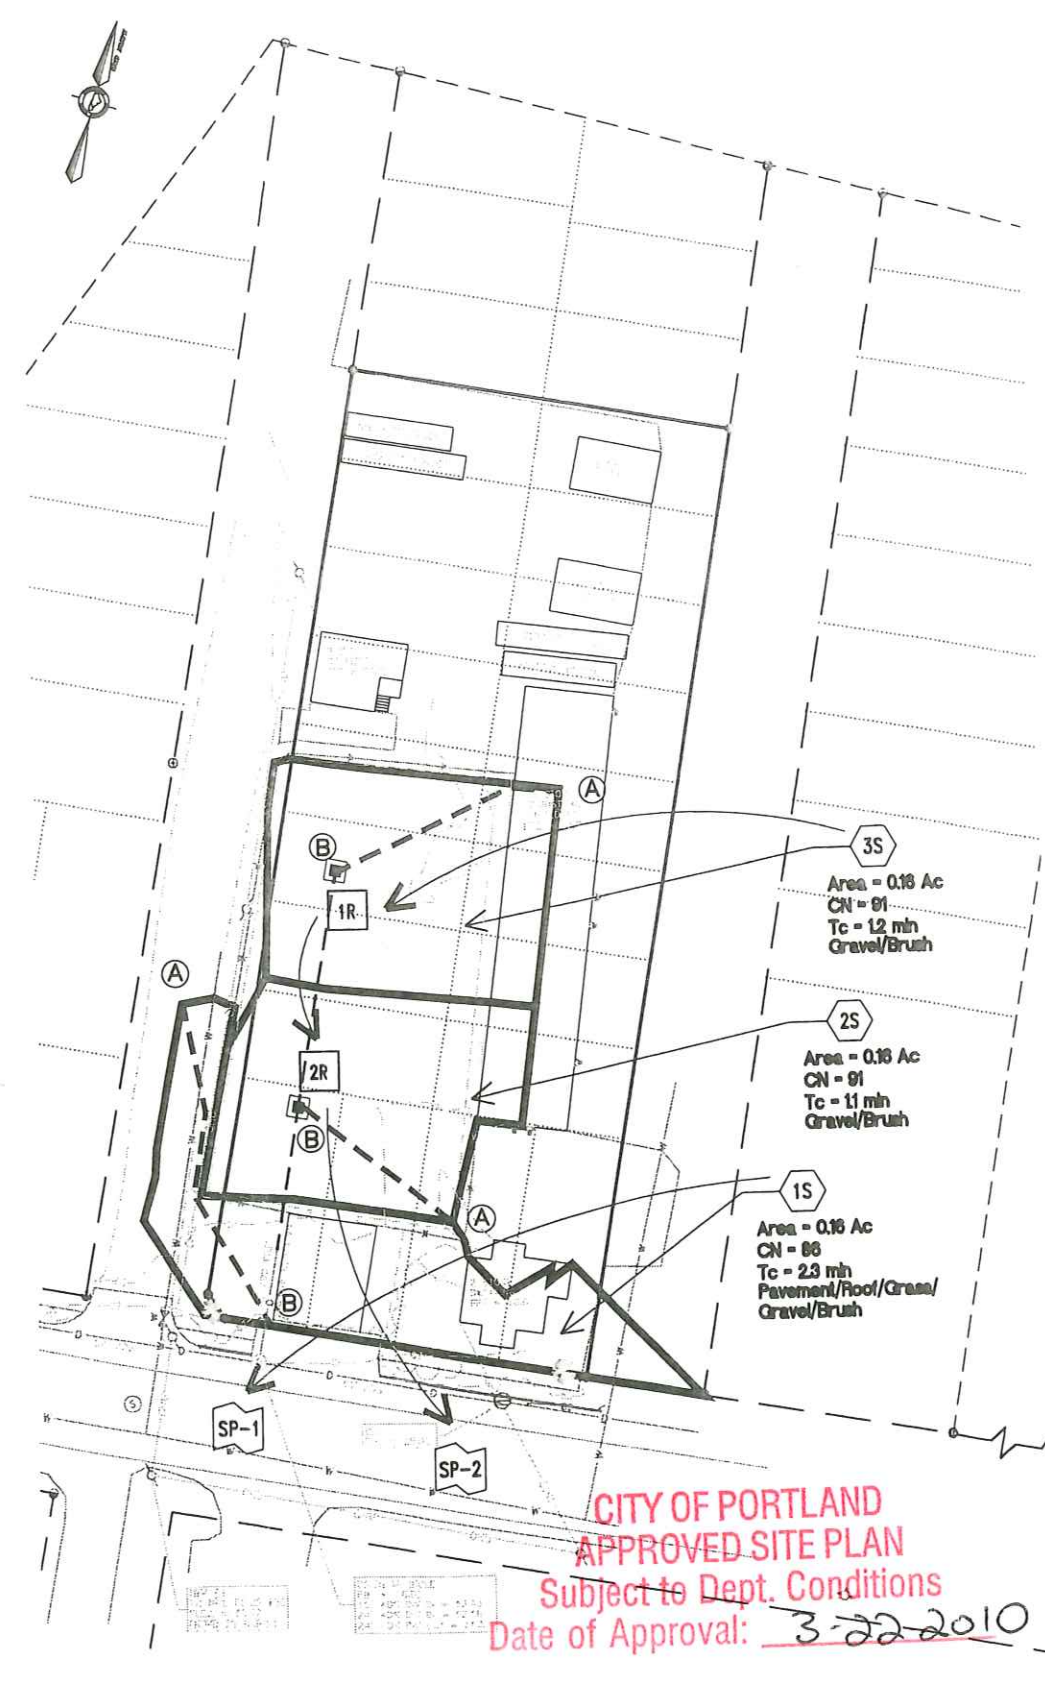 A
3S
B
Area = 0.16 Ac
CN = 91
Tc = 1.2 min
Gravel/Brush
1R
A
2S
Area = 0.16 Ac
CN = 91
Tc = 1.1 min
Gravel/Brush
2R
B
1S
A
Area = 0.16 Ac
CN = 86
Tc = 2.3 min
Pavement/Roof/Grass/
Gravel/Brush
B
S
SP-1
SP-2
CITY OF PORTLAND
APPROVED SITE PLAN
Subject to Dept. Conditions
Date of Approval: 3-22-2010